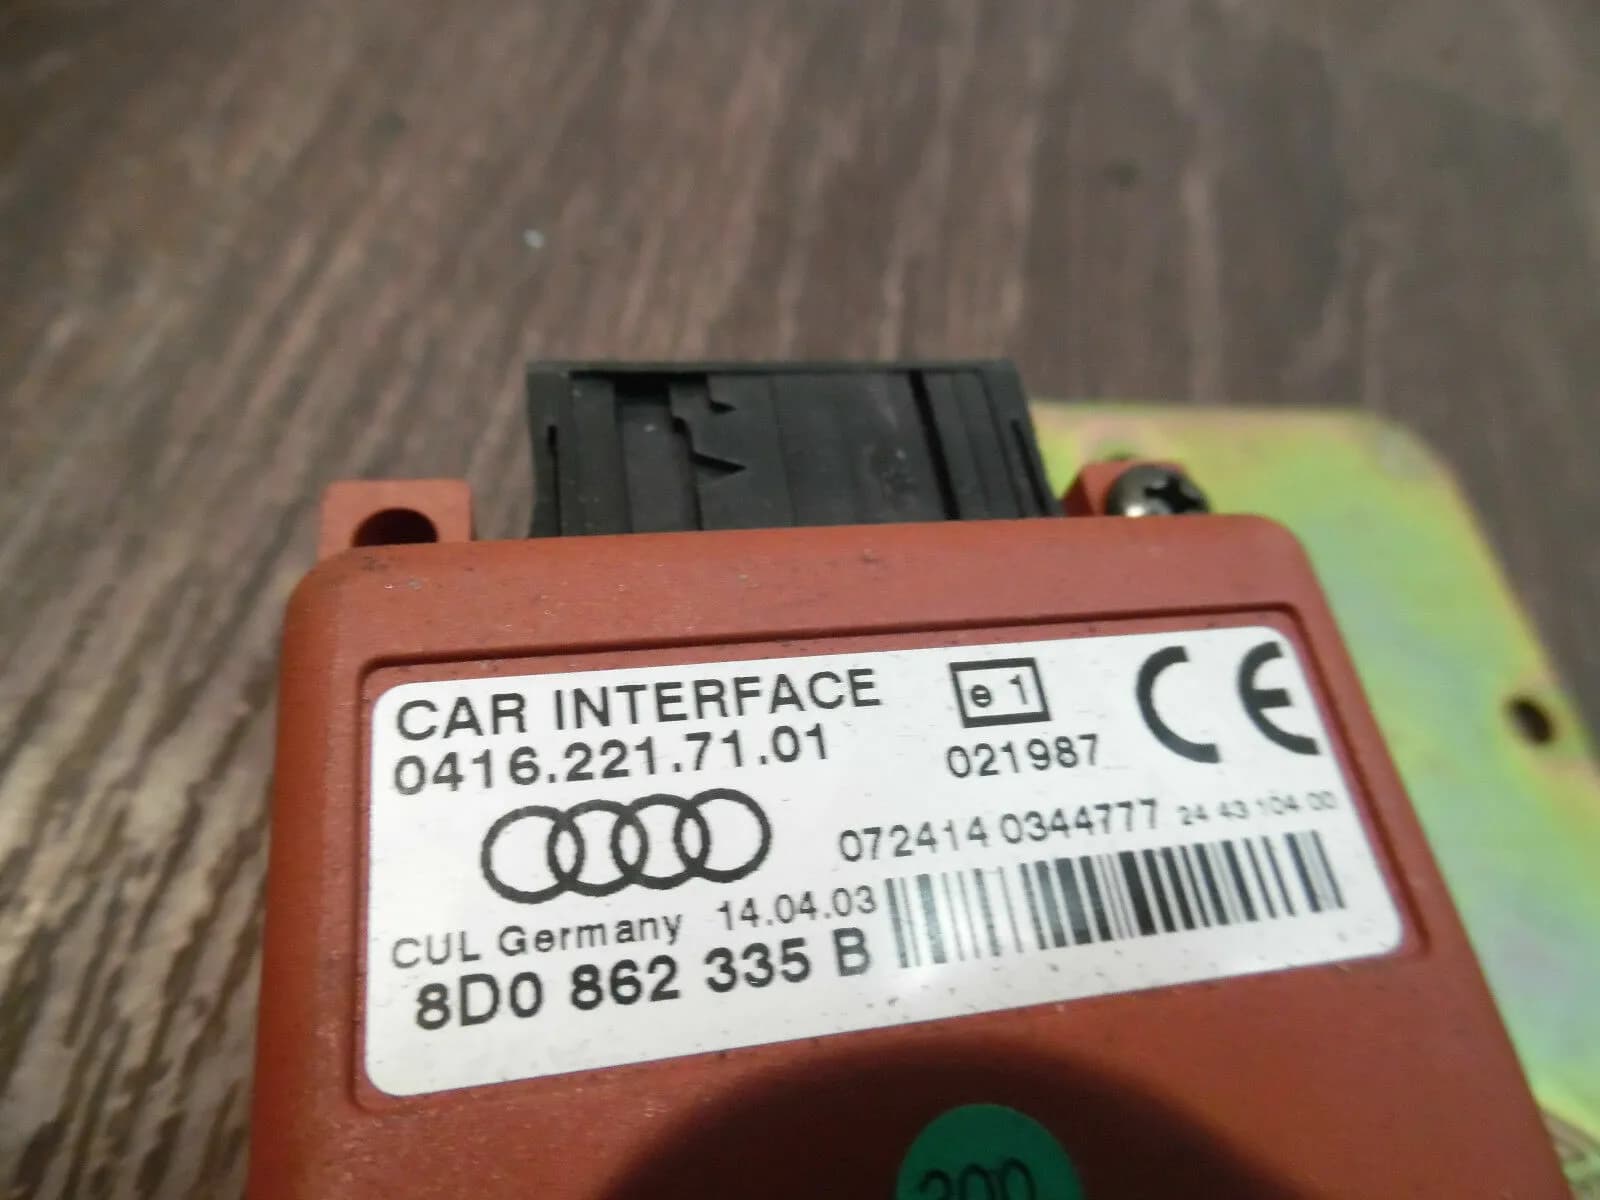 CAR INTERFACE
0416.221.71.01
e 1
021987
CE
072414 0344777 24 43 104 00
CUL Germany 14.04.03
8D0 862 335 B
300